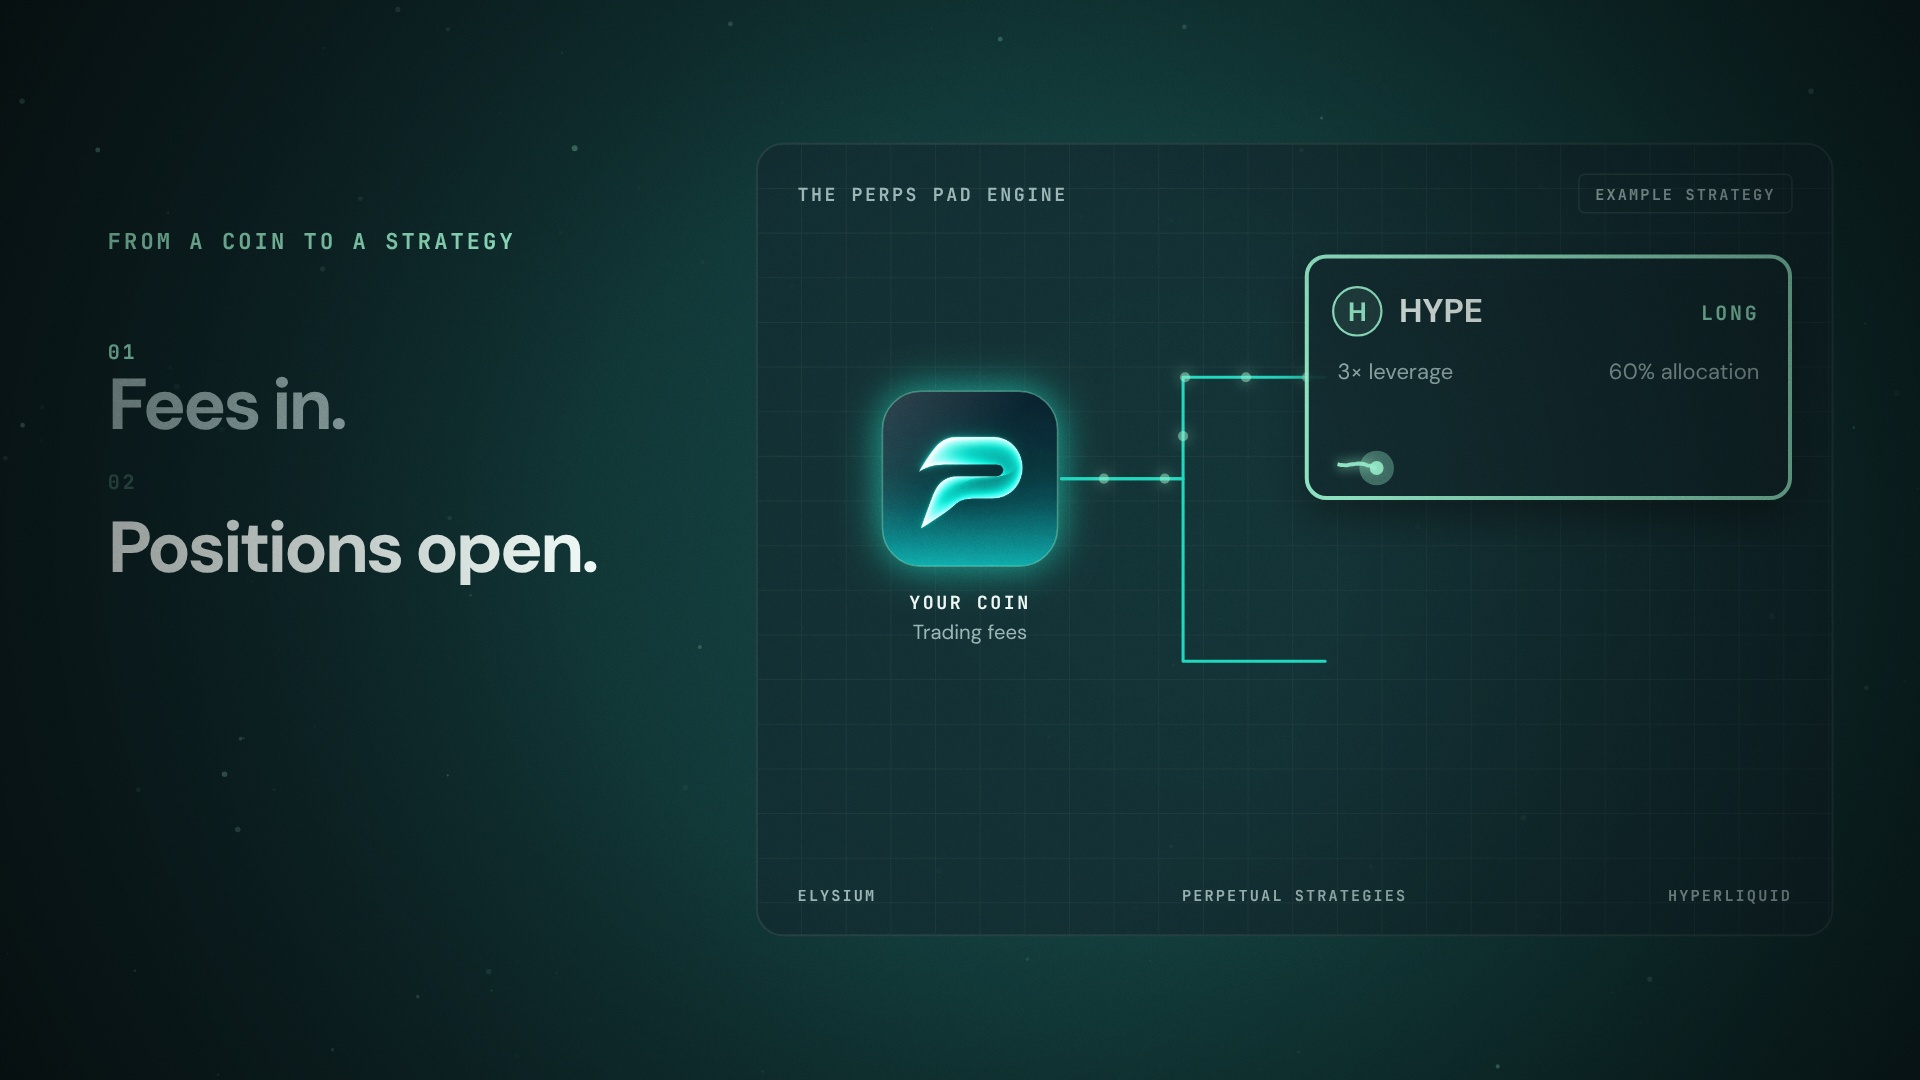 FROM A COIN TO A STRATEGY
01
Fees in.
02
Positions open.
THE PERPS PAD ENGINE
EXAMPLE STRATEGY
H HYPE
LONG
3× leverage
60% allocation
YOUR COIN
Trading fees
ELYSIUM
PERPETUAL STRATEGIES
HYPERLIQUID